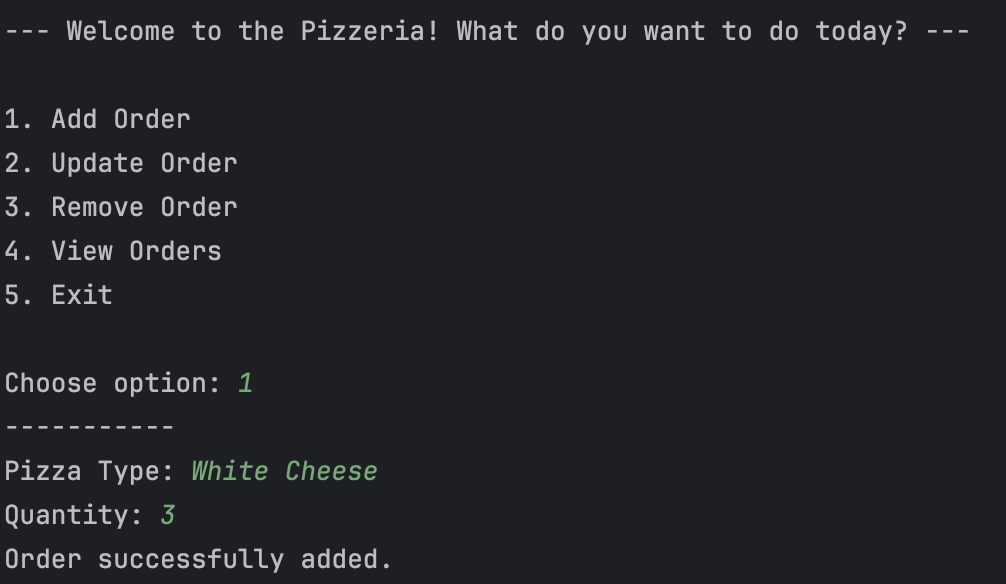 --- Welcome to the Pizzeria! What do you want to do today? ---
1. Add Order
2. Update Order
3. Remove Order
4. View Orders
5. Exit
Choose option: 1
-----------
Pizza Type: White Cheese
Quantity: 3
Order successfully added.